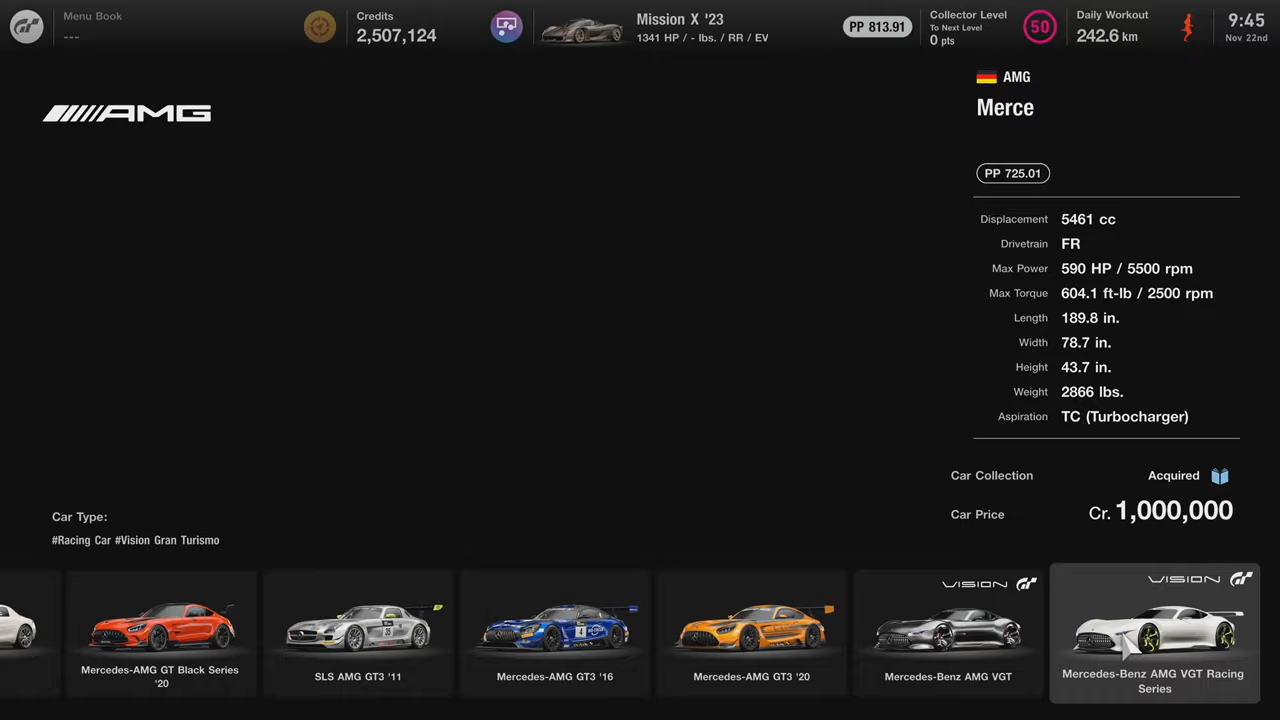 Menu Book
---
Credits
2,507,124
Mission X '23
1341 HP / - lbs. / RR / EV
PP 813.91
Collector Level
To Next Level
0 pts
50
Daily Workout
242.6 km
9:45
Nov 22nd
AMG
AMG
Merce
PP 725.01
Displacement 5461 cc
Drivetrain FR
Max Power 590 HP / 5500 rpm
Max Torque 604.1 ft-lb / 2500 rpm
Length 189.8 in.
Width 78.7 in.
Height 43.7 in.
Weight 2866 lbs.
Aspiration TC (Turbocharger)
Car Collection Acquired
Car Price Cr. 1,000,000
Car Type:
#Racing Car #Vision Gran Turismo
Mercedes-AMG GT Black Series
'20
SLS AMG GT3 '11
Mercedes-AMG GT3 '16
Mercedes-AMG GT3 '20
VISION GT
Mercedes-Benz AMG VGT
VISION GT
Mercedes-Benz AMG VGT Racing
Series